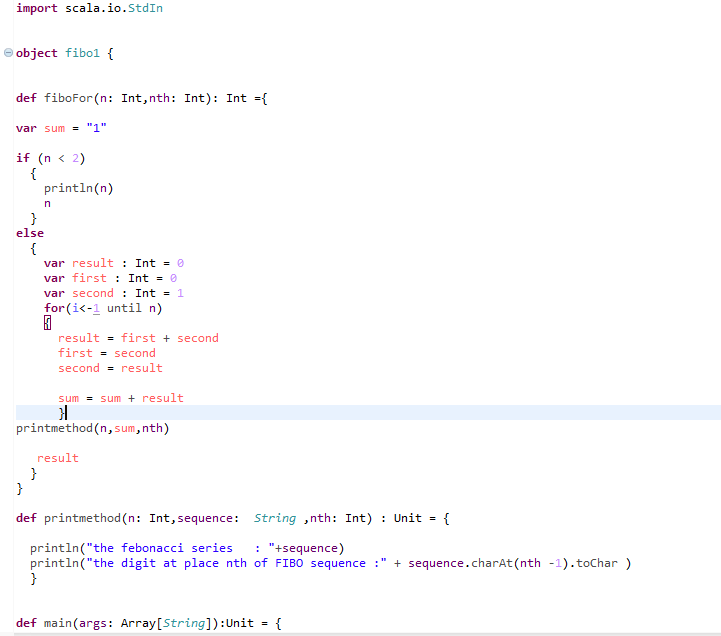 import scala.io.StdIn
object fibo1 {
def fiboFor(n: Int,nth: Int): Int ={
var sum = "1"
if (n < 2)
{
println(n)
n
}
else
{
var result : Int = 0
var first : Int = 0
var second : Int = 1
for(i<-1 until n)
{
result = first + second
first = second
second = result
sum = sum + result
}
printmethod(n,sum,nth)
result
}
}
def printmethod(n: Int,sequence:  String ,nth: Int) : Unit = {
println("the febonacci series   : "+sequence)
println("the digit at place nth of FIBO sequence :" + sequence.charAt(nth -1).toChar )
}
def main(args: Array[String]):Unit = {